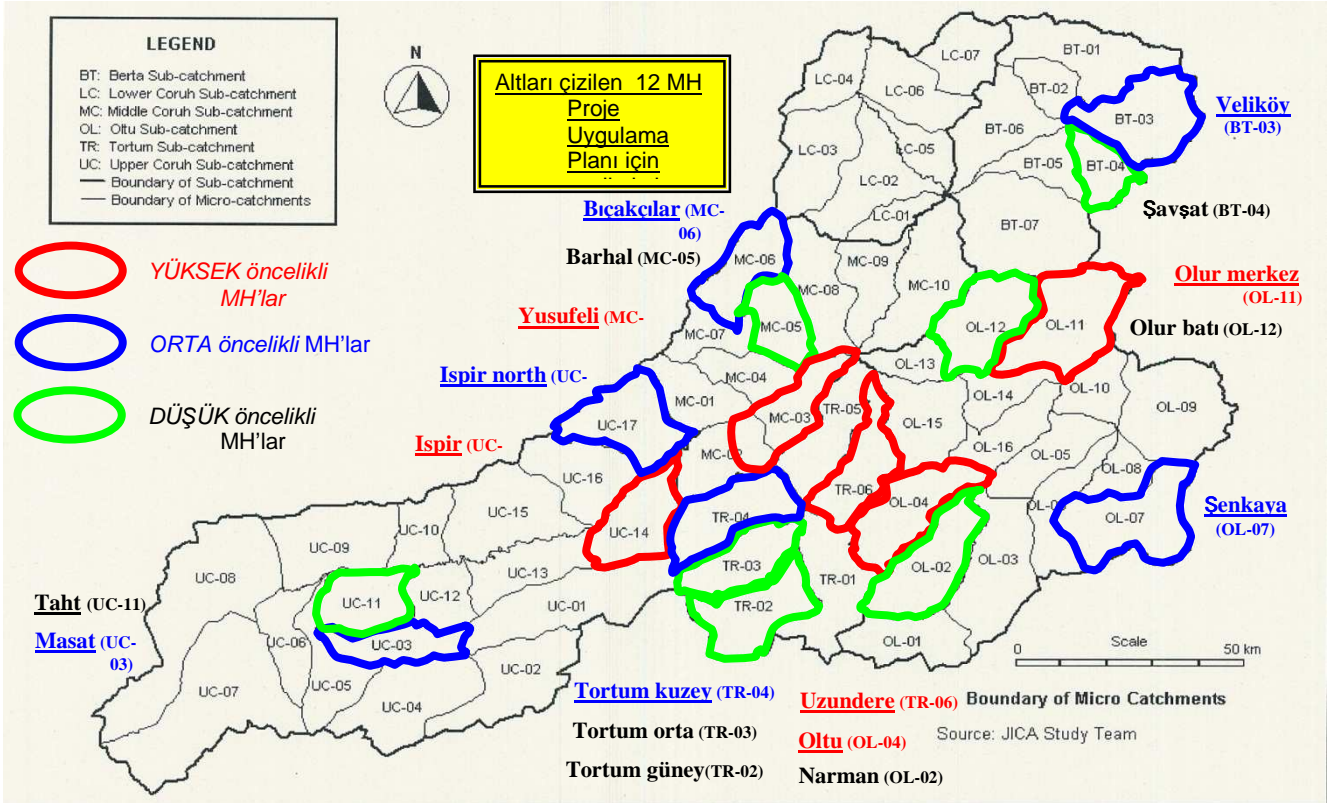 LEGEND
BT: Berta Sub-catchment
LC: Lower Coruh Sub-catchment
MC: Middle Coruh Sub-catchment
OL: Oltu Sub-catchment
TR: Tortum Sub-catchment
UC: Upper Coruh Sub-catchment
Boundary of Sub-catchment
Boundary of Micro-catchments
N
Altları çizilen 12 MH
Proje
Uygulama
Planı için
YÜKSEK öncelikli
MH'lar
ORTA öncelikli MH'lar
DÜŞÜK öncelikli
MH'lar
Veliköy
(BT-03)
Şavşat (BT-04)
Bıçakçılar (MC-
06)
Barhal (MC-05)
Yusufeli (MC-
Olur merkez
(OL-11)
Olur batı (OL-12)
Ispir north (UC-
Ispir (UC-
Şenkaya
(OL-07)
Taht (UC-11)
Masat (UC-
03)
Tortum kuzey (TR-04)
Tortum orta (TR-03)
Tortum güney(TR-02)
Uzundere (TR-06)
Oltu (OL-04)
Narman (OL-02)
Boundary of Micro Catchments
Source: JICA Study Team
Scale
0 50 km
LC-07
BT-01
LC-04
LC-06
BT-02
BT-03
BT-06
LC-03
LC-05
BT-05
BT-04
LC-02
LC-01
BT-07
MC-06
MC-09
MC-08
MC-10
MC-05
MC-07
OL-12
OL-11
OL-13
MC-04
OL-10
MC-01
MC-03
TR-05
OL-14
OL-09
UC-17
OL-15
OL-16
OL-05
MC-02
OL-08
UC-16
TR-06
OL-04
OL-07
UC-15
TR-04
UC-14
UC-10
UC-09
TR-03
OL-02
OL-03
UC-08
UC-13
TR-01
UC-11
UC-12
UC-01
TR-02
UC-06
UC-03
OL-01
UC-02
UC-05
UC-07
UC-04